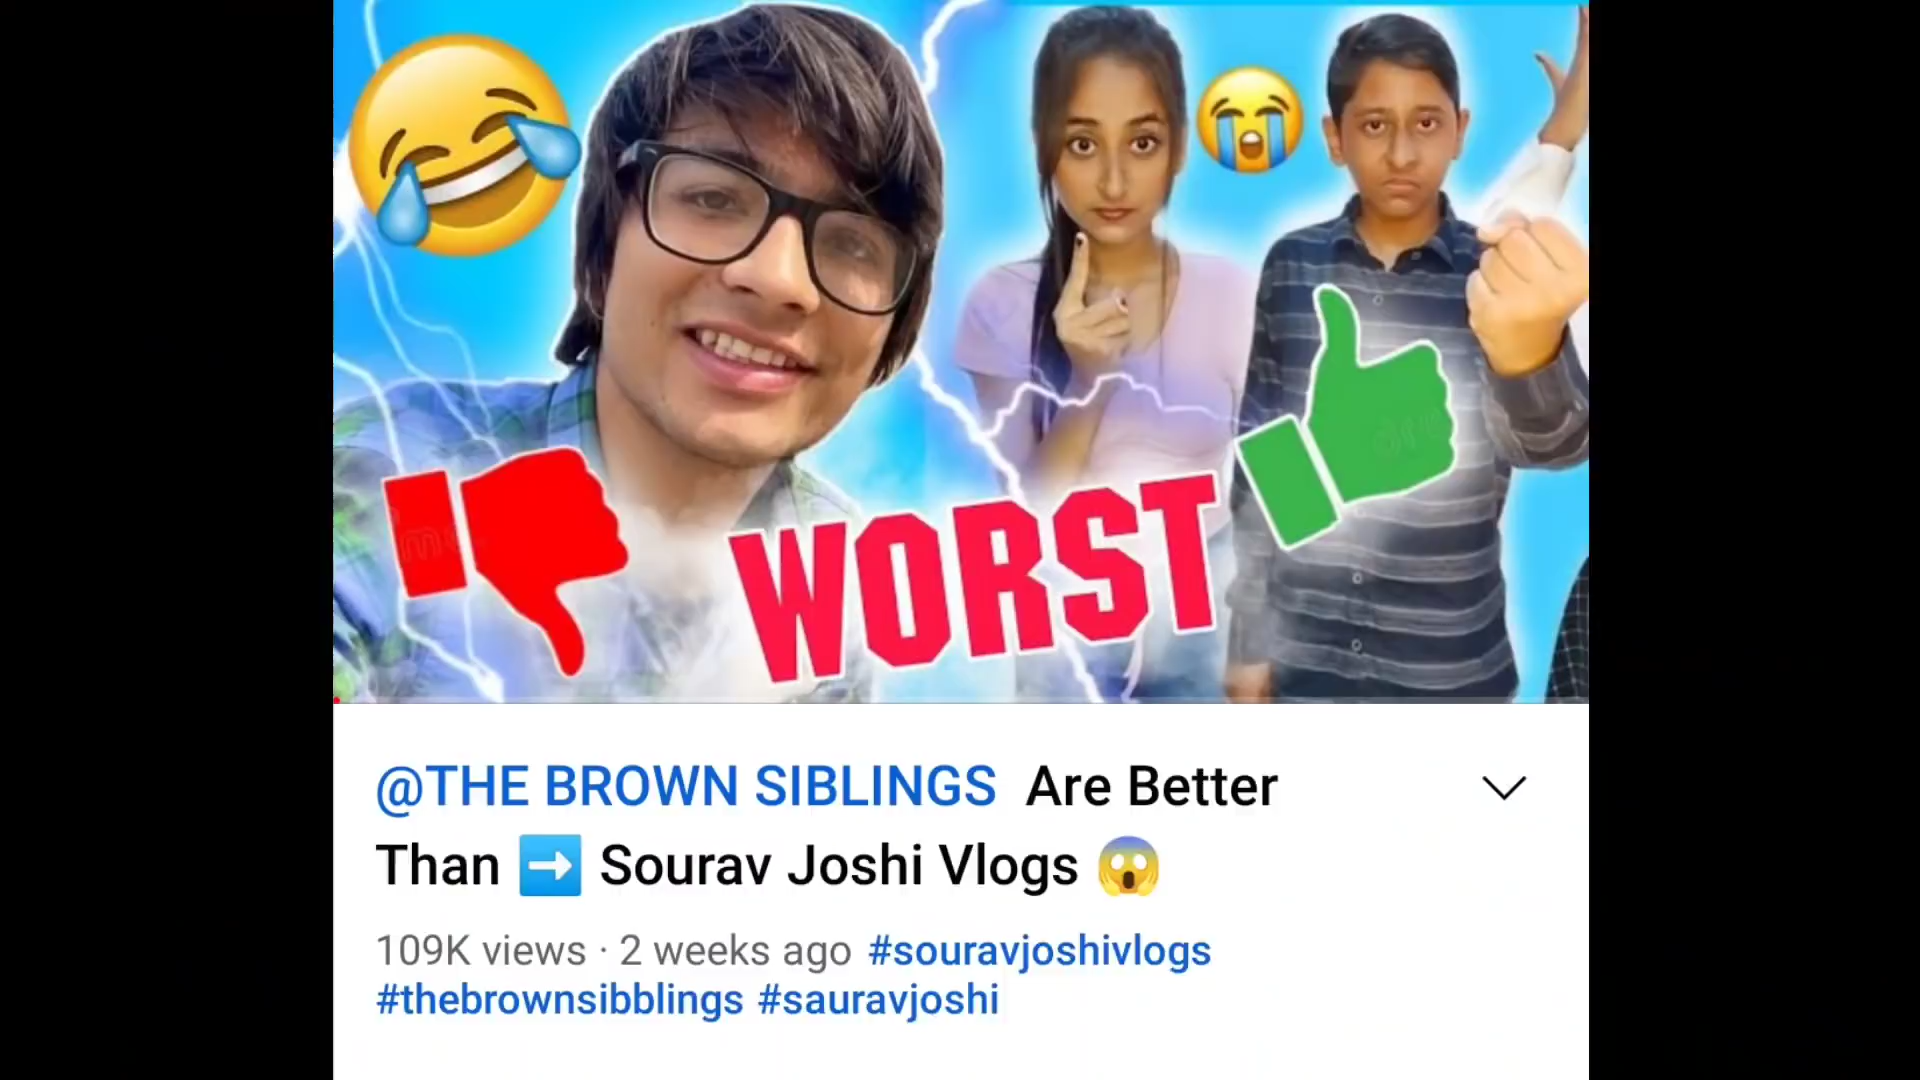 WORST
@THE BROWN SIBLINGS Are Better
Than ➡️ Sourav Joshi Vlogs 😱
109K views · 2 weeks ago #souravjoshivlogs
#thebrownsibblings #sauravjoshi